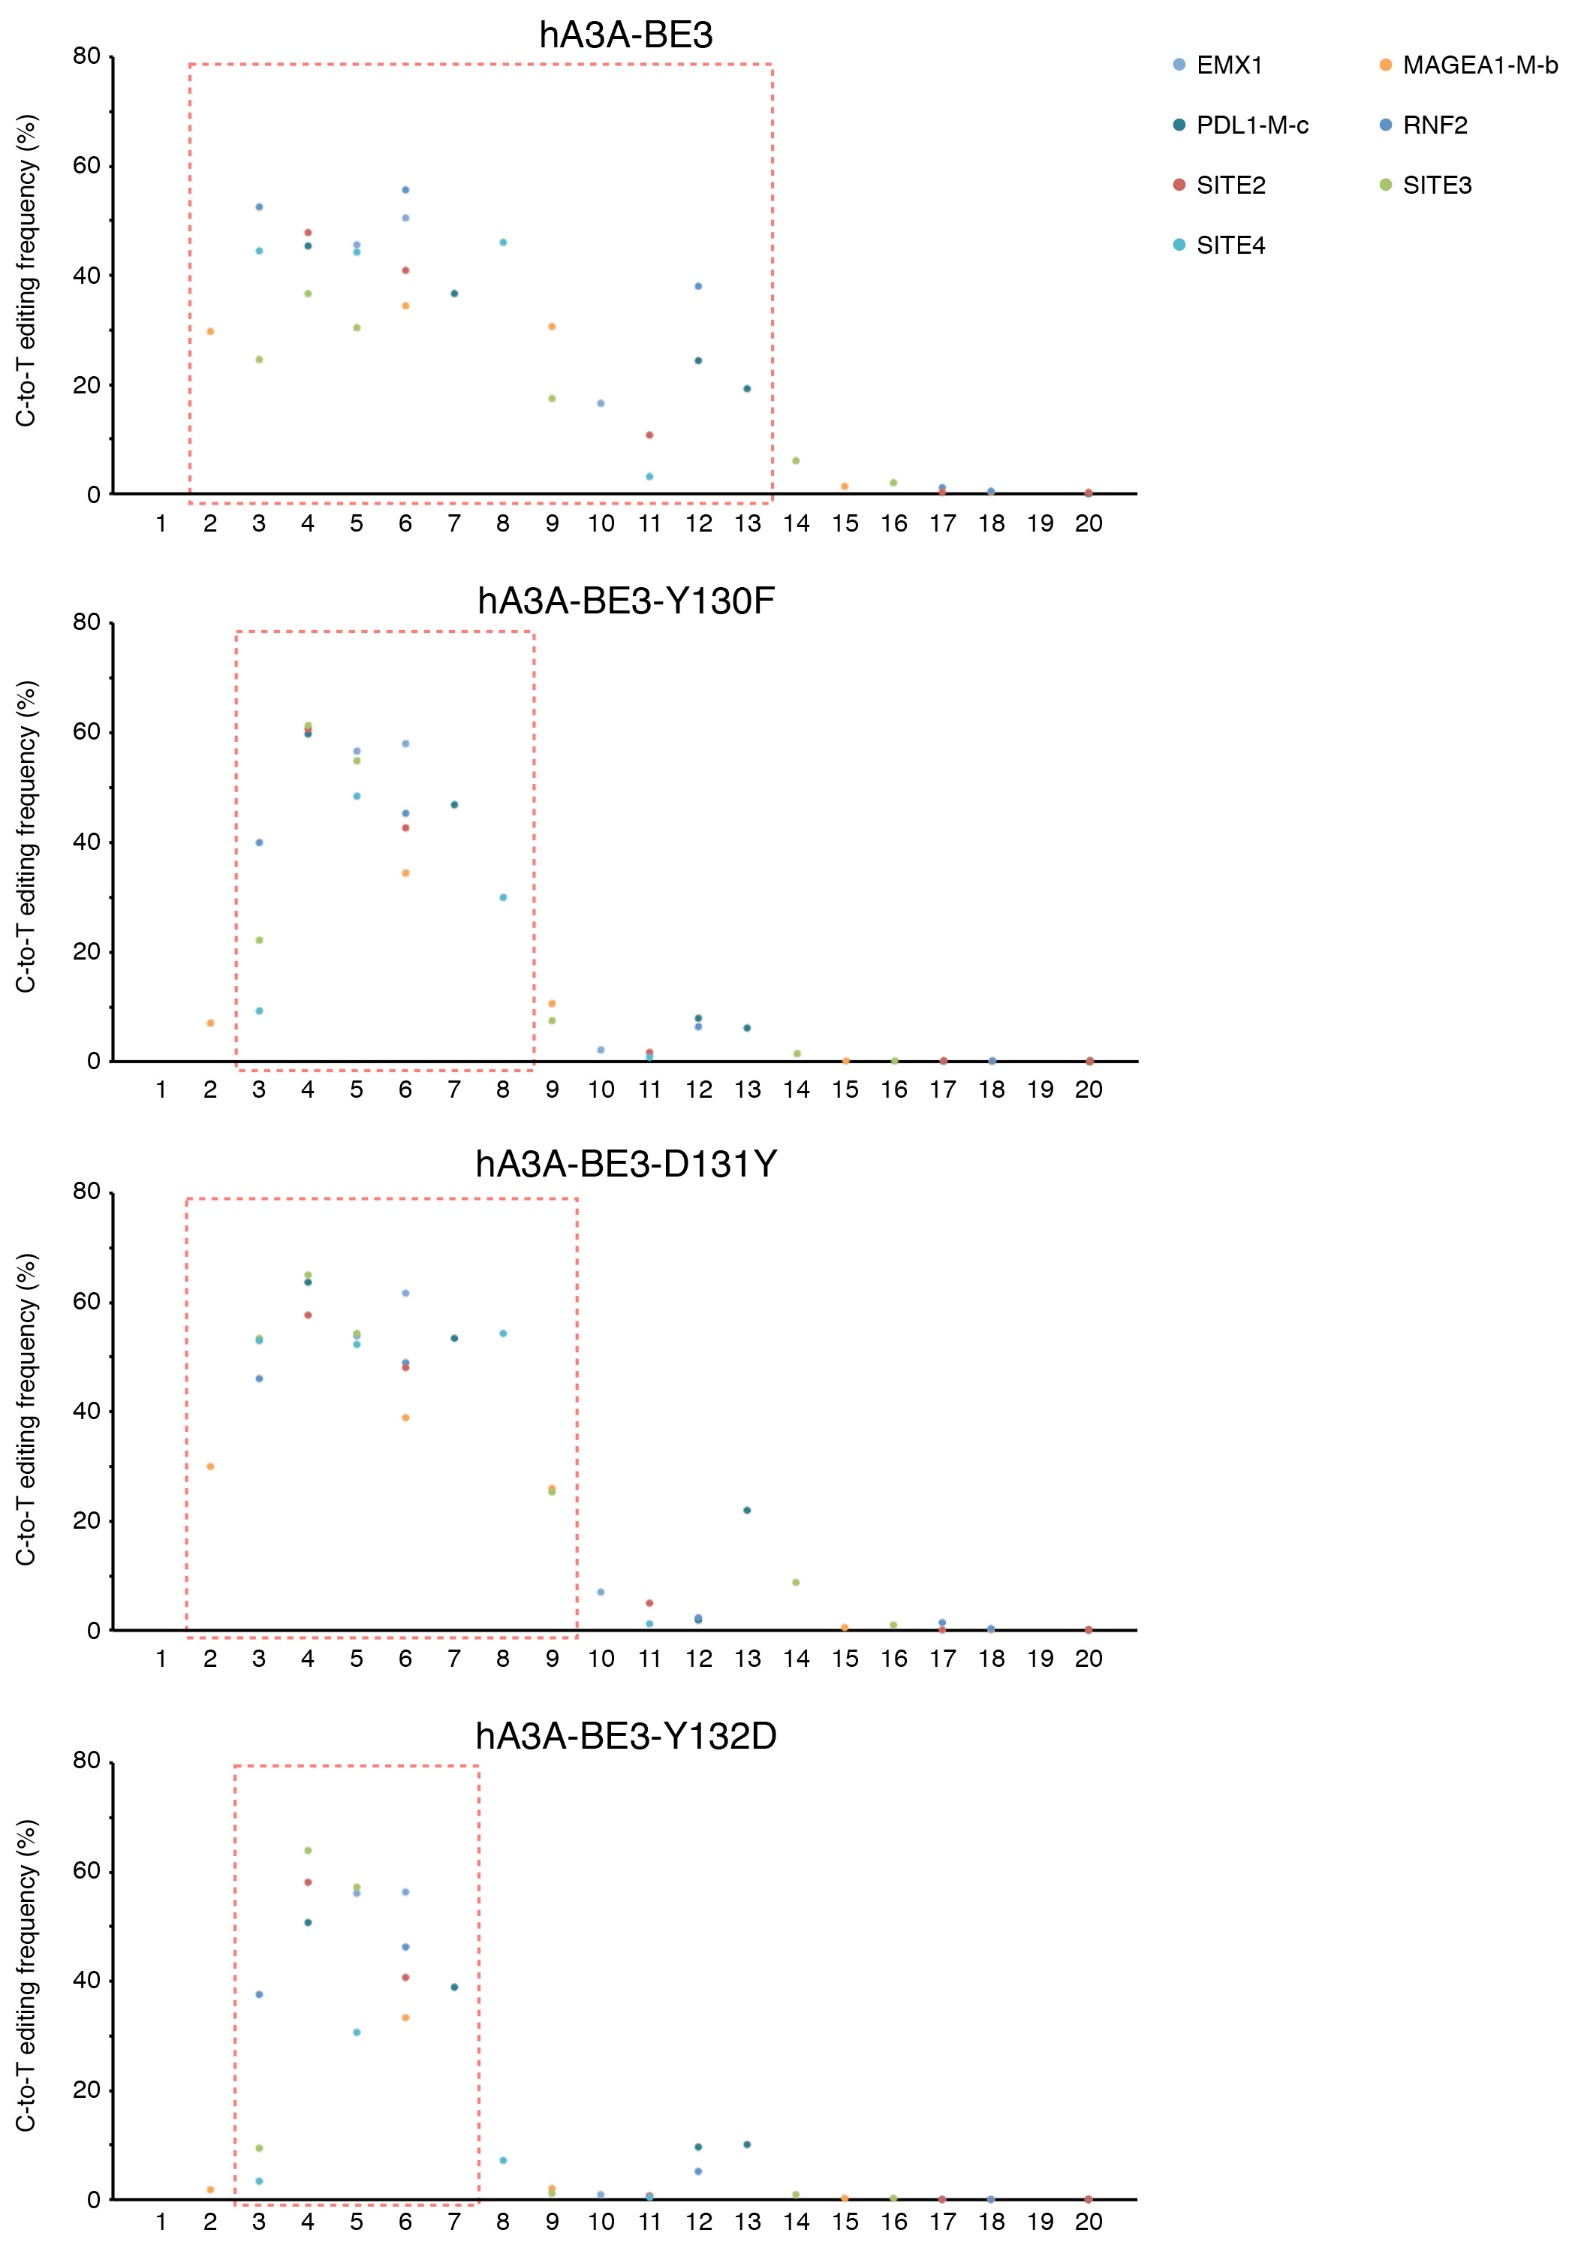 hA3A-BE3
EMX1 MAGEA1-M-b
PDL1-M-c RNF2
SITE2 SITE3
SITE4
C-to-T editing frequency (%)
80
60
40
20
0
1 2 3 4 5 6 7 8 9 10 11 12 13 14 15 16 17 18 19 20
hA3A-BE3-Y130F
C-to-T editing frequency (%)
80
60
40
20
0
1 2 3 4 5 6 7 8 9 10 11 12 13 14 15 16 17 18 19 20
hA3A-BE3-D131Y
C-to-T editing frequency (%)
80
60
40
20
0
1 2 3 4 5 6 7 8 9 10 11 12 13 14 15 16 17 18 19 20
hA3A-BE3-Y132D
C-to-T editing frequency (%)
80
60
40
20
0
1 2 3 4 5 6 7 8 9 10 11 12 13 14 15 16 17 18 19 20